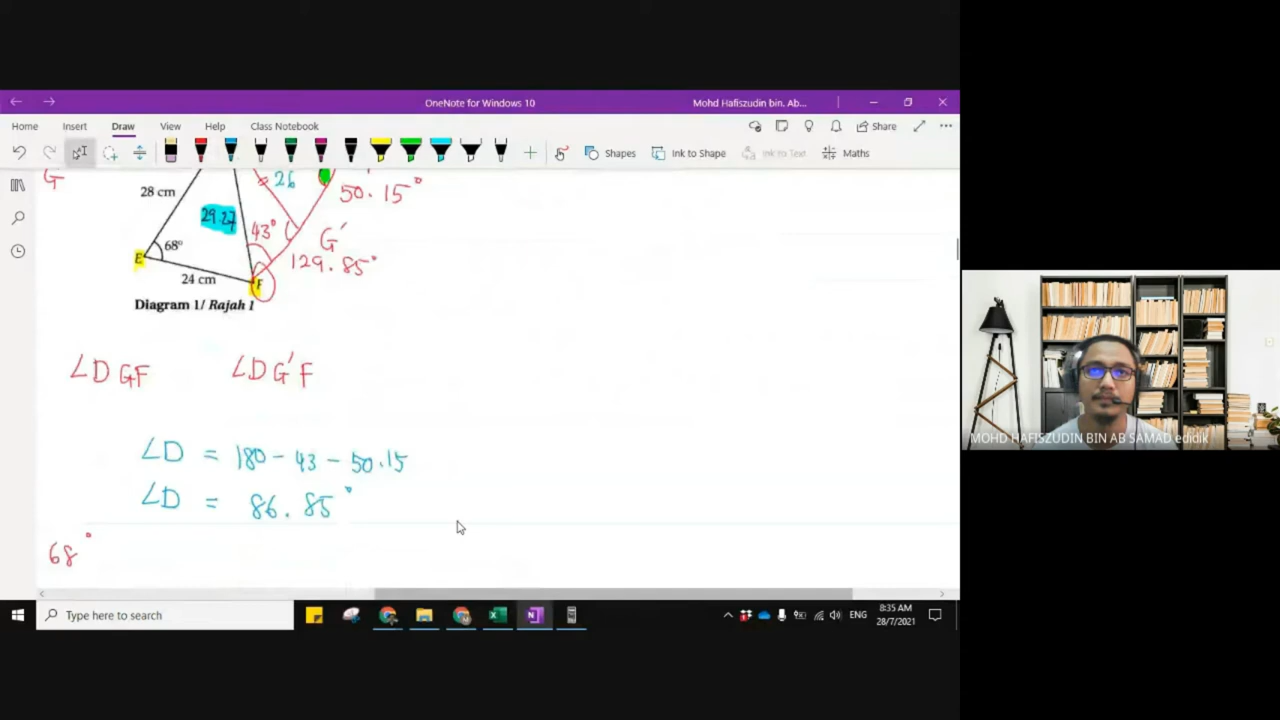 OneNote for Windows 10
Mohd Hafiszudin bin. Ab...
Home Insert Draw View Help Class Notebook
Share
Shapes Ink to Shape Ink to Text Maths
G
28 cm
26
50.15°
29.27
43°
G'
68°
E
129.85°
24 cm
F
Diagram 1/ Rajah 1
∠DGF ∠DG'F
∠D = 180 - 43 - 50.15
∠D = 86.85°
68°
MOHD HAFISZUDIN BIN AB SAMAD edidik
Type here to search
ENG
8:35 AM
28/7/2021